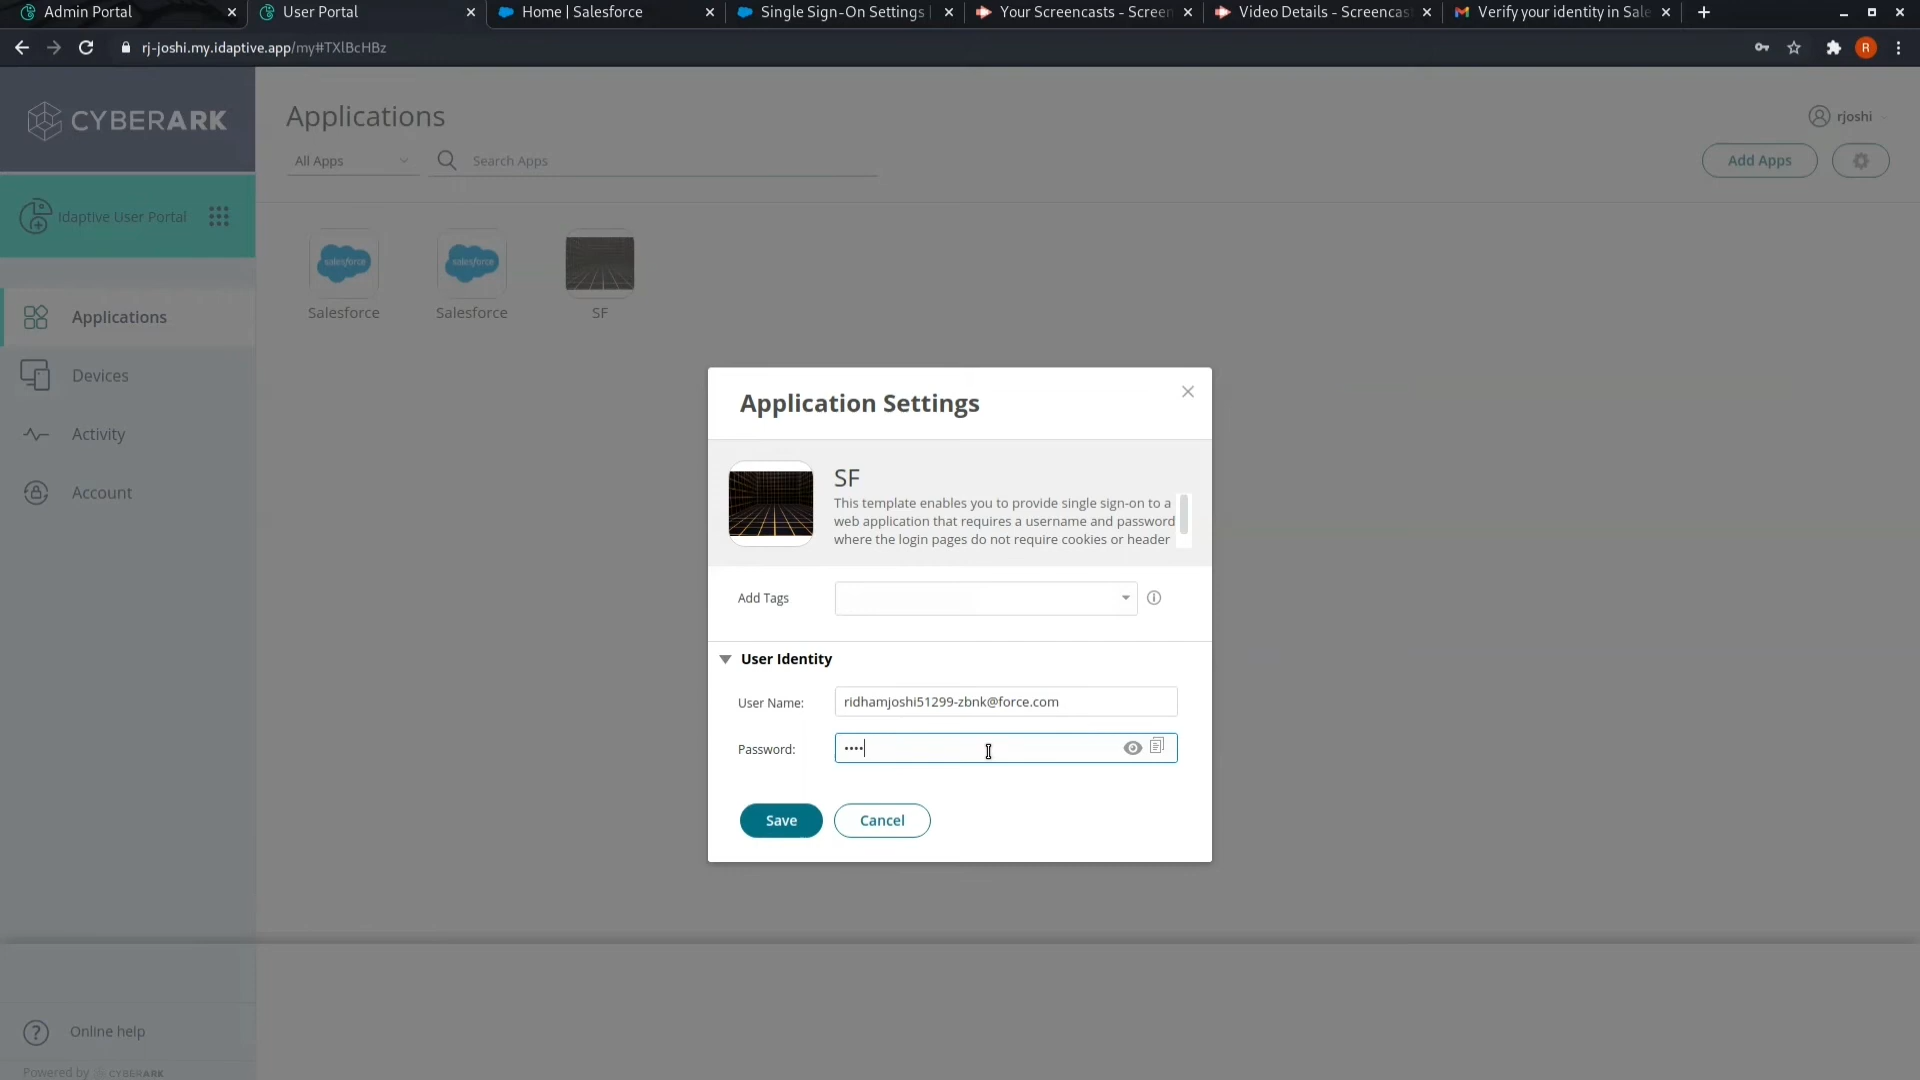 Admin Portal
User Portal
Home | Salesforce
Single Sign-On Settings |
Your Screencasts - Screen
Video Details - Screencast
Verify your identity in Sale
rj-joshi.my.idaptive.app/my#TXlBcHBz
R
CYBERARK
Applications
rjoshi
All Apps
Search Apps
Add Apps
Idaptive User Portal
salesforce
salesforce
Salesforce
Salesforce
SF
Applications
Devices
Activity
Account
Application Settings
SF
This template enables you to provide single sign-on to a
web application that requires a username and password
where the login pages do not require cookies or header
Add Tags
User Identity
User Name:
ridhamjoshi51299-zbnk@force.com
Password:
••••
Save
Cancel
Online help
Powered by CYBERARK